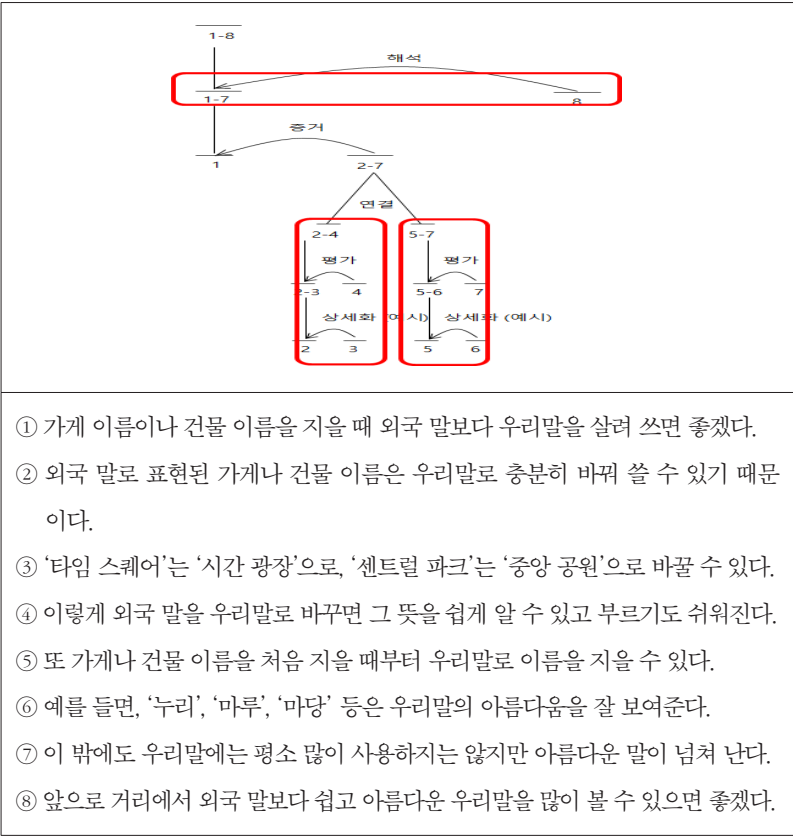 1-8
해석
1-7
8
증거
1
2-7
연결
2-4
5-7
평가
평가
2-3
4
5-6
7
상세화 (예시)
상세화 (예시)
2
3
5
6
① 가게 이름이나 건물 이름을 지을 때 외국 말보다 우리말을 살려 쓰면 좋겠다.
② 외국 말로 표현된 가게나 건물 이름은 우리말로 충분히 바꿔 쓸 수 있기 때문
이다.
③ ‘타임 스퀘어’는 ‘시간 광장’으로, ‘센트럴 파크’는 ‘중앙 공원’으로 바꿀 수 있다.
④ 이렇게 외국 말을 우리말로 바꾸면 그 뜻을 쉽게 알 수 있고 부르기도 쉬워진다.
⑤ 또 가게나 건물 이름을 처음 지을 때부터 우리말로 이름을 지을 수 있다.
⑥ 예를 들면, ‘누리’, ‘마루’, ‘마당’ 등은 우리말의 아름다움을 잘 보여준다.
⑦ 이 밖에도 우리말에는 평소 많이 사용하지는 않지만 아름다운 말이 넘쳐 난다.
⑧ 앞으로 거리에서 외국 말보다 쉽고 아름다운 우리말을 많이 볼 수 있으면 좋겠다.